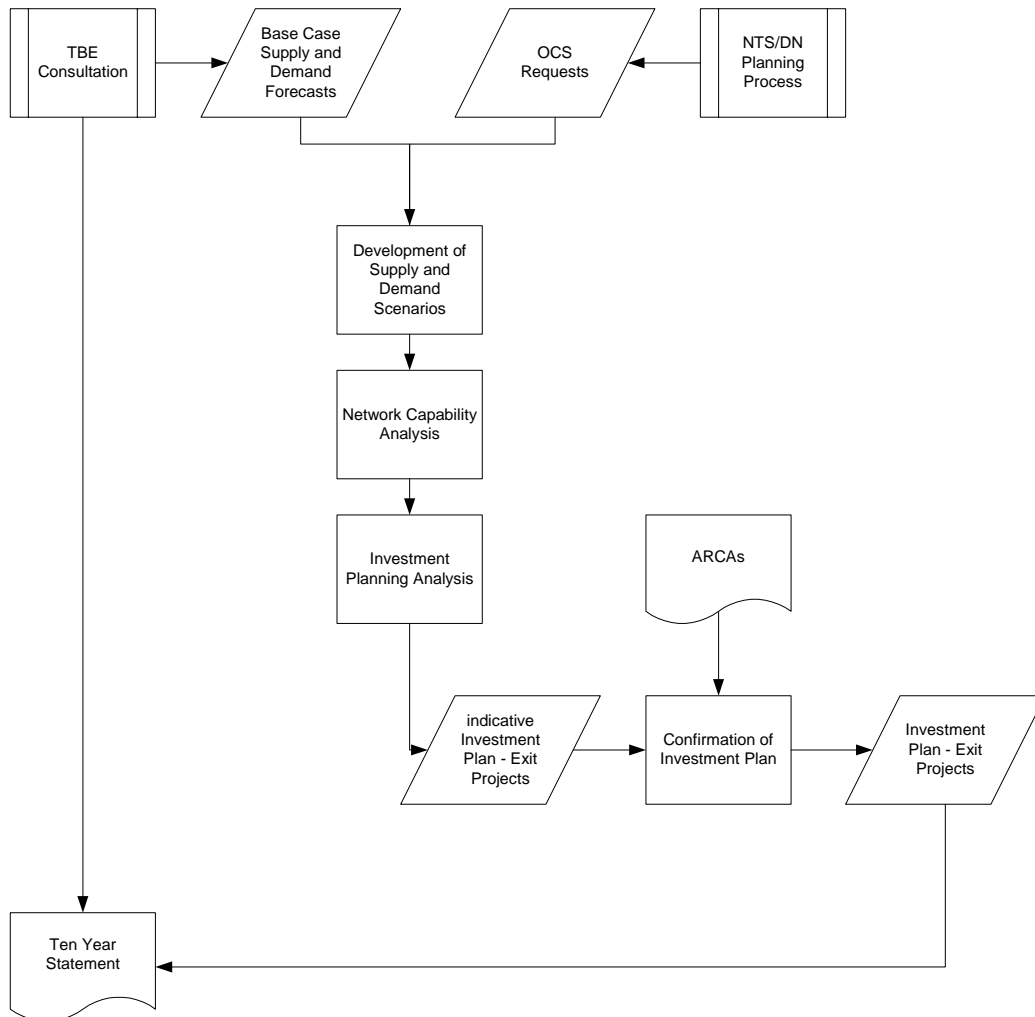 TBE
Consultation
Base Case
Supply and
Demand
Forecasts
OCS
Requests
NTS/DN
Planning
Process
Development of
Supply and
Demand
Scenarios
Network Capability
Analysis
Investment
Planning Analysis
ARCAs
indicative
Investment
Plan - Exit
Projects
Confirmation of
Investment Plan
Investment
Plan - Exit
Projects
Ten Year
Statement